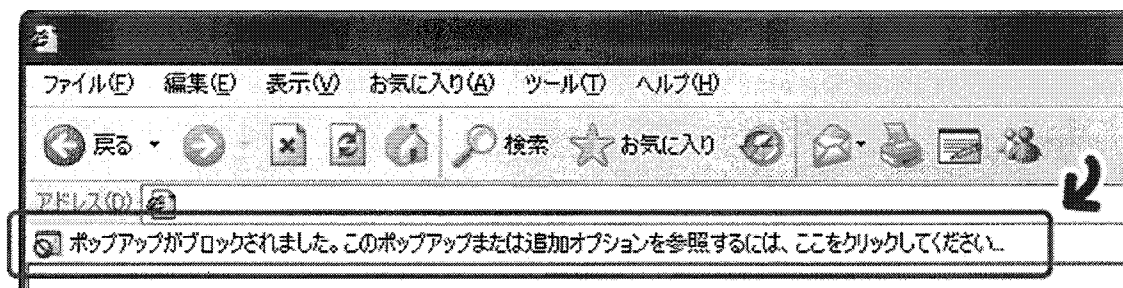 ファイル(F) 編集(E) 表示(V) お気に入り(A) ツール(T) ヘルプ(H)
戻る 検索 お気に入り
アドレス(D)
ポップアップがブロックされました。このポップアップまたは追加オプションを参照するには、ここをクリックしてください...